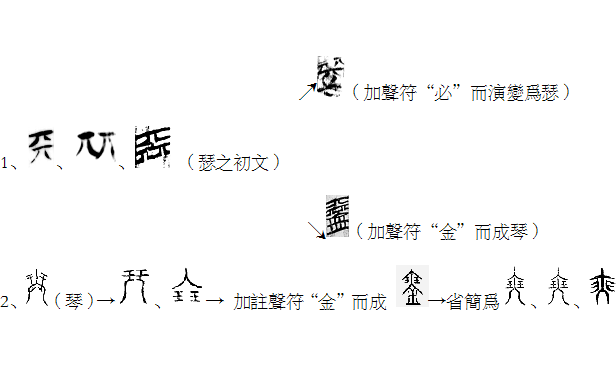 （加聲符“必”而演變爲瑟）
1、、、（瑟之初文）
（加聲符“金”而成琴）
2、（琴）→、→ 加註聲符“金”而成→省簡爲、、